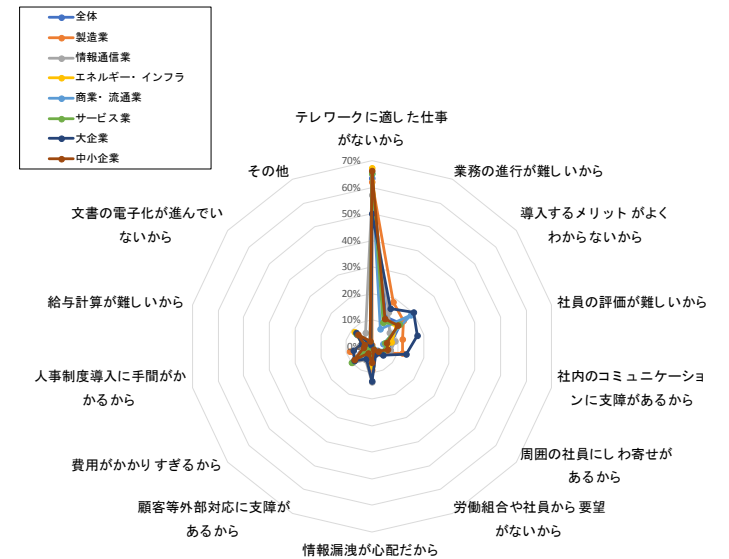 全体
製造業
情報通信業
エネルギー・インフラ
商業・流通業
サービス業
大企業
中小企業
テレワークに適した仕事
がないから
業務の進行が難しいから
導入するメリットがよく
わからないから
社員の評価が難しいから
社内のコミュニケーショ
ンに支障があるから
周囲の社員にしわ寄せが
あるから
労働組合や社員から要望
がないから
情報漏洩が心配だから
顧客等外部対応に支障が
あるから
費用がかかりすぎるから
人事制度導入に手間がか
かるから
給与計算が難しいから
文書の電子化が進んでい
ないから
その他
70%
60%
50%
40%
30%
20%
10%
0%